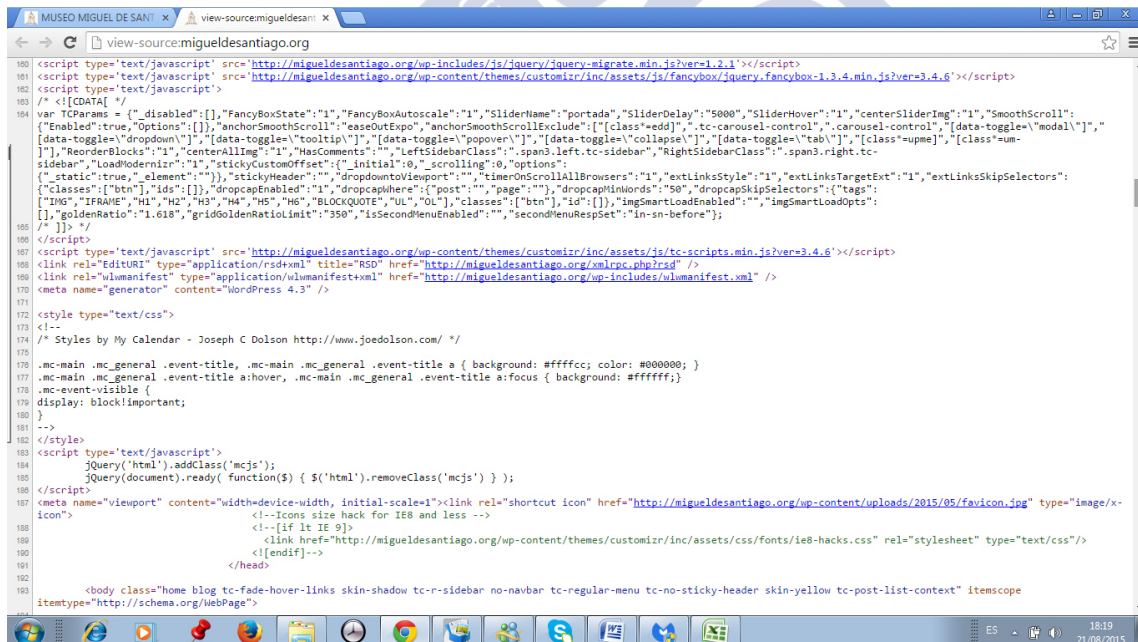 MUSEO MIGUEL DE SANT ×
view-source:migueldesant ×
view-source:migueldesantiago.org
160 <script type='text/javascript' src='http://migueldesantiago.org/wp-includes/js/jquery/jquery-migrate.min.js?ver=1.2.1'></script>
161 <script type='text/javascript' src='http://migueldesantiago.org/wp-content/themes/customizr/inc/assets/js/fancybox/jquery.fancybox-1.3.4.min.js?ver=3.4.6'></script>
162 <script type='text/javascript'>
163 /* <![CDATA[ */
164 var TCParams = {"_disabled":[],"FancyBoxState":"1","FancyBoxAutoscale":"1","SliderName":"portada","SliderDelay":"5000","SliderHover":"1","centerSliderImg":"1","SmoothScroll":
{"Enabled":true,"Options":[]},"anchorSmoothScroll":"easeOutExpo","anchorSmoothScrollExclude":["[class*=edd]",".tc-carousel-control",".carousel-control","[data-toggle=\"modal\"]","
[data-toggle=\"dropdown\"]","[data-toggle=\"tooltip\"]","[data-toggle=\"popover\"]","[data-toggle=\"collapse\"]","[data-toggle=\"tab\"]","[class*=upme]","[class*=um-
]"],"ReorderBlocks":"1","centerAllImg":"1","HasComments":"","LeftSidebarClass":".span3.left.tc-sidebar","RightSidebarClass":".span3.right.tc-
sidebar","LoadModernizr":"1","stickyCustomOffset":{"_initial":0,"_scrolling":0,"options":
{"_static":true,"_element":""}},"stickyHeader":"","dropdowntoViewport":"","timerOnScrollAllBrowsers":"1","extLinksStyle":"1","extLinksTargetExt":"1","extLinksSkipSelectors":
{"classes":["btn"],"ids":[]},"dropcapEnabled":"1","dropcapWhere":{"post":"","page":""},"dropcapMinWords":"50","dropcapSkipSelectors":{"tags":
["IMG","IFRAME","H1","H2","H3","H4","H5","H6","BLOCKQUOTE","UL","OL"],"classes":["btn"],"id":[]},"imgSmartLoadEnabled":"","imgSmartLoadOpts":
[],"goldenRatio":"1.618","gridGoldenRatioLimit":"350","isSecondMenuEnabled":"","secondMenuRespSet":"in-sn-before"};
165 /* ]]> */
166 </script>
167 <script type='text/javascript' src='http://migueldesantiago.org/wp-content/themes/customizr/inc/assets/js/tc-scripts.min.js?ver=3.4.6'></script>
168 <link rel="EditURI" type="application/rsd+xml" title="RSD" href="http://migueldesantiago.org/xmlrpc.php?rsd" />
169 <link rel="wlwmanifest" type="application/wlwmanifest+xml" href="http://migueldesantiago.org/wp-includes/wlwmanifest.xml" />
170 <meta name="generator" content="WordPress 4.3" />
171
172 <style type="text/css">
173 <!--
174 /* Styles by My Calendar - Joseph C Dolson http://www.joedolson.com/ */
175
176 .mc-main .mc_general .event-title, .mc-main .mc_general .event-title a { background: #ffffcc; color: #000000; }
177 .mc-main .mc_general .event-title a:hover, .mc-main .mc_general .event-title a:focus { background: #ffffff;}
178 .mc-event-visible {
179 display: block!important;
180 }
181 -->
182 </style>
183 <script type='text/javascript'>
184 jQuery('html').addClass('mcjs');
185 jQuery(document).ready( function($) { $('html').removeClass('mcjs') } );
186 </script>
187 <meta name="viewport" content="width=device-width, initial-scale=1"><link rel="shortcut icon" href="http://migueldesantiago.org/wp-content/uploads/2015/05/favicon.jpg" type="image/x-
icon"> <!--Icons size hack for IE8 and less -->
188 <!--[if lt IE 9]>
189 <link href="http://migueldesantiago.org/wp-content/themes/customizr/inc/assets/css/fonts/ie8-hacks.css" rel="stylesheet" type="text/css"/>
190 <![endif]-->
191 </head>
192
193 <body class="home blog tc-fade-hover-links skin-shadow tc-r-sidebar no-navbar tc-regular-menu tc-no-sticky-header skin-yellow tc-post-list-context" itemscope
itemtype="http://schema.org/WebPage">
ES 18:19
21/08/2015